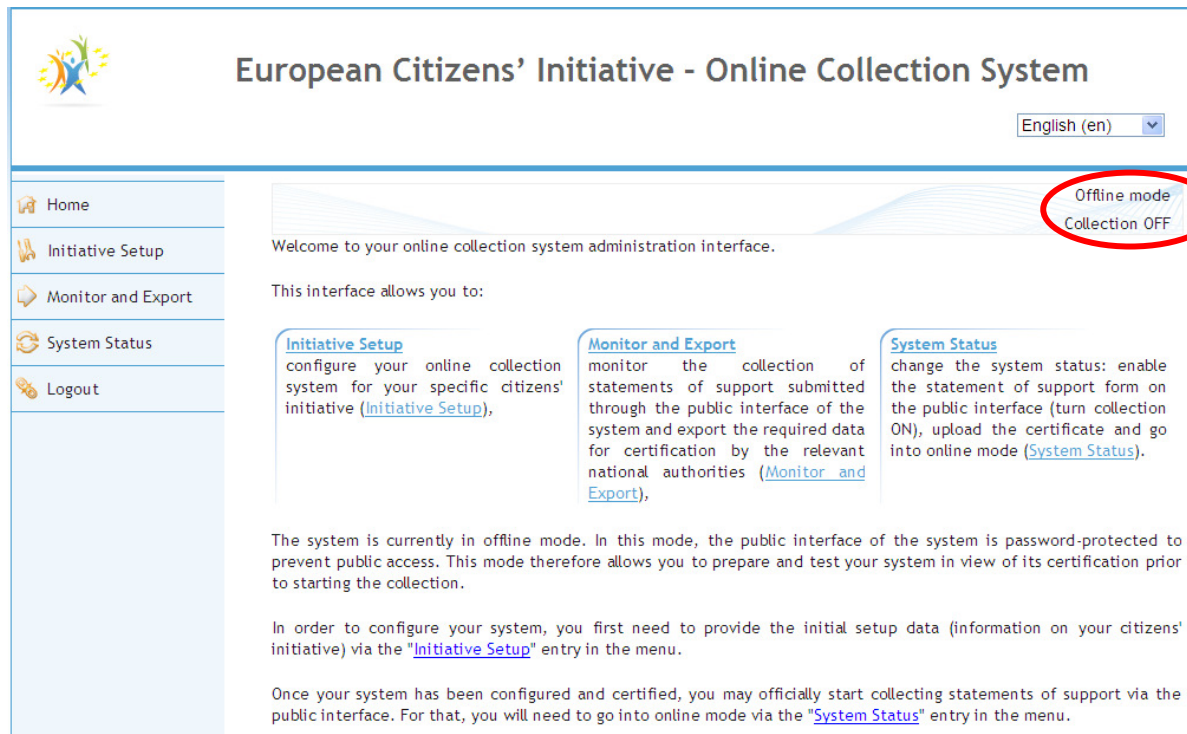 European Citizens’ Initiative - Online Collection System
English (en)
Home
Initiative Setup
Monitor and Export
System Status
Logout
Offline mode
Collection OFF
Welcome to your online collection system administration interface.
This interface allows you to:
Initiative Setup
configure your online collection
system for your specific citizens'
initiative (Initiative Setup),
Monitor and Export
monitor the collection of
statements of support submitted
through the public interface of the
system and export the required data
for certification by the relevant
national authorities (Monitor and
Export),
System Status
change the system status: enable
the statement of support form on
the public interface (turn collection
ON), upload the certificate and go
into online mode (System Status).
The system is currently in offline mode. In this mode, the public interface of the system is password-protected to
prevent public access. This mode therefore allows you to prepare and test your system in view of its certification prior
to starting the collection.
In order to configure your system, you first need to provide the initial setup data (information on your citizens'
initiative) via the "Initiative Setup" entry in the menu.
Once your system has been configured and certified, you may officially start collecting statements of support via the
public interface. For that, you will need to go into online mode via the "System Status" entry in the menu.